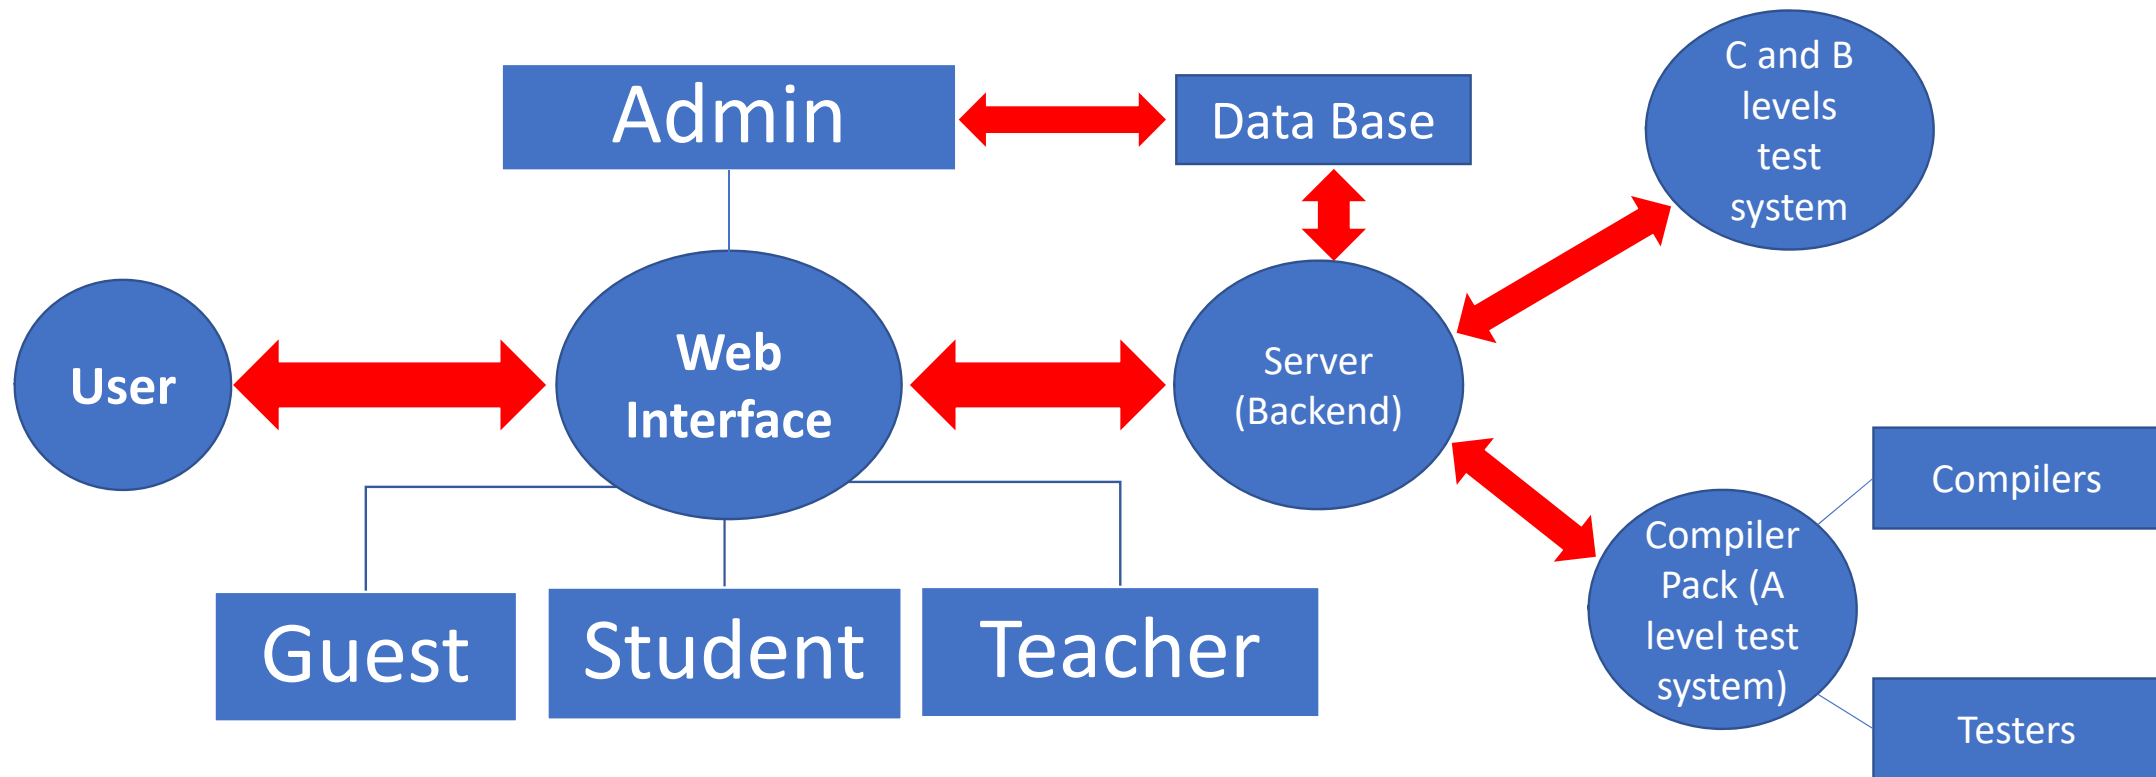 Admin
Data Base
C and B
levels
test
system
User
Web
Interface
Server
(Backend)
Guest
Student
Teacher
Compiler
Pack (A
level test
system)
Compilers
Testers